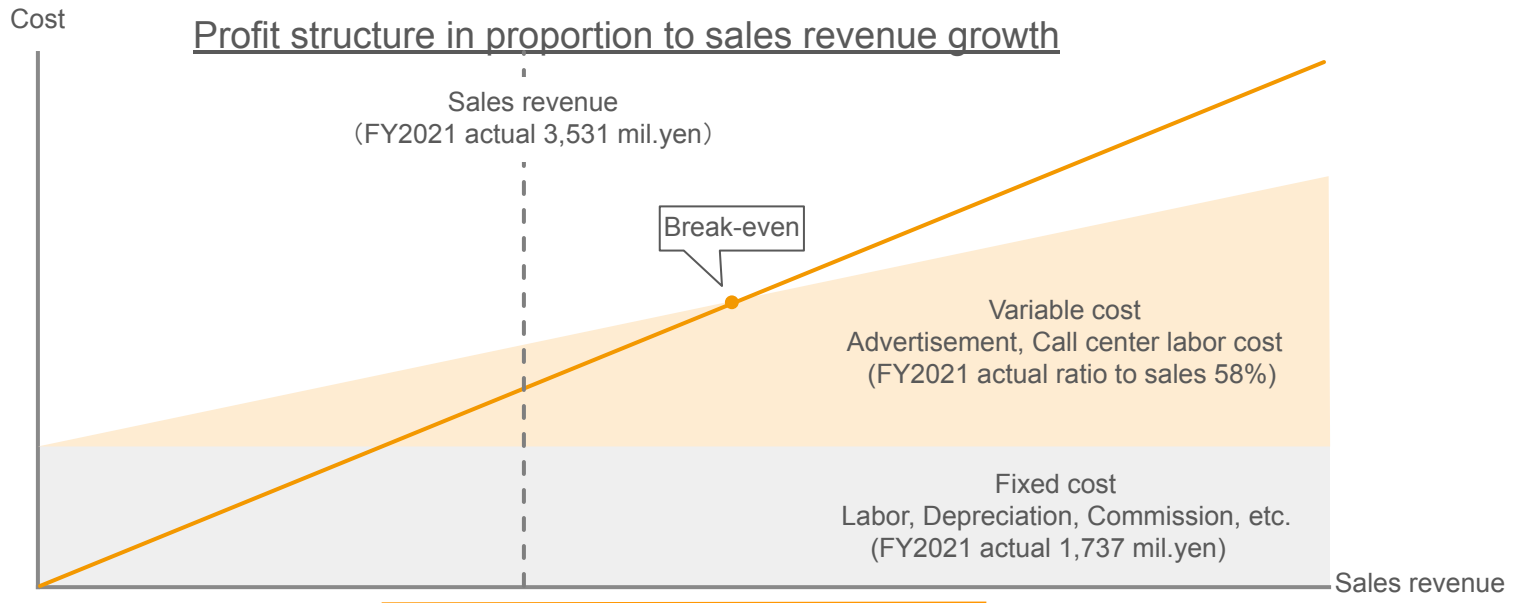 Cost
Profit structure in proportion to sales revenue growth
Sales revenue
（FY2021 actual 3,531 mil.yen）
Break-even
Variable cost
Advertisement, Call center labor cost
(FY2021 actual ratio to sales 58%)
Fixed cost
Labor, Depreciation, Commission, etc.
(FY2021 actual 1,737 mil.yen)
Sales revenue